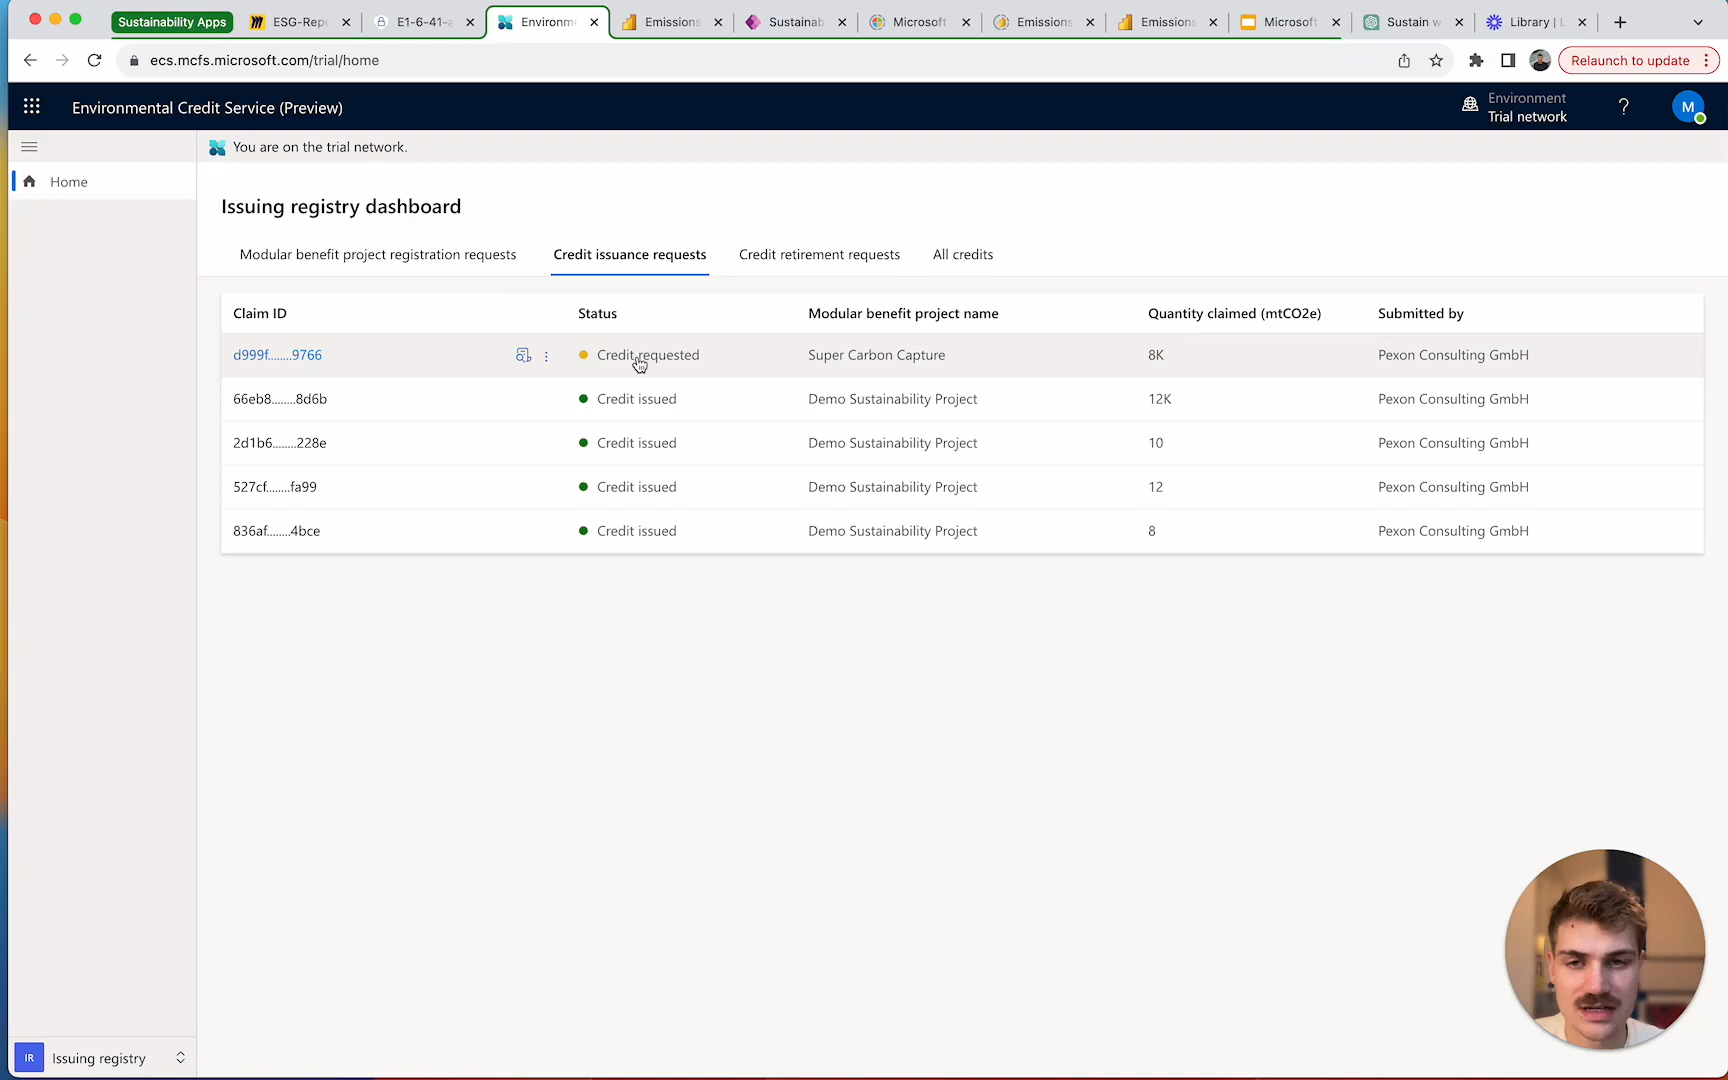 Sustainability Apps ESG-Rep E1-6-41- Environm Emissions Sustainab Microsoft Emissions Emissions Microsoft Sustain w Library |
ecs.mcfs.microsoft.com/trial/home Relaunch to update
Environmental Credit Service (Preview) Environment
Trial network ? M
You are on the trial network.
Home
Issuing registry dashboard
Modular benefit project registration requests Credit issuance requests Credit retirement requests All credits
Claim ID Status Modular benefit project name Quantity claimed (mtCO2e) Submitted by
d999f........9766 Credit requested Super Carbon Capture 8K Pexon Consulting GmbH
66eb8........8d6b Credit issued Demo Sustainability Project 12K Pexon Consulting GmbH
2d1b6........228e Credit issued Demo Sustainability Project 10 Pexon Consulting GmbH
527cf........fa99 Credit issued Demo Sustainability Project 12 Pexon Consulting GmbH
836af........4bce Credit issued Demo Sustainability Project 8 Pexon Consulting GmbH
IR Issuing registry